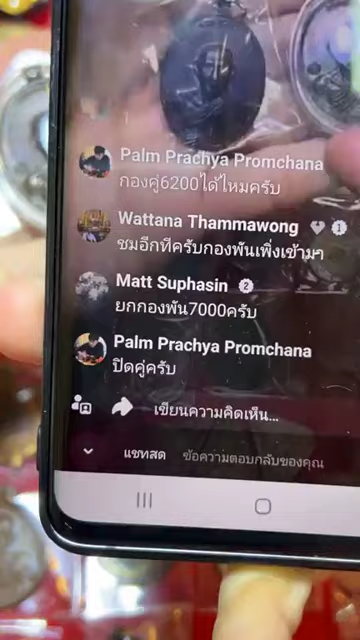 Palm Prachya Promchana
กองคู่6200ได้ไหมครับ
Wattana Thammawong 1
ชมอีกทีครับกองพันเพิ่งเข้ามๆ
Matt Suphasin 2
ยกกองพัน7000ครับ
Palm Prachya Promchana
ปิดคู่ครับ
เขียนความคิดเห็น...
แชทสด ข้อความตอบกลับของคุณ